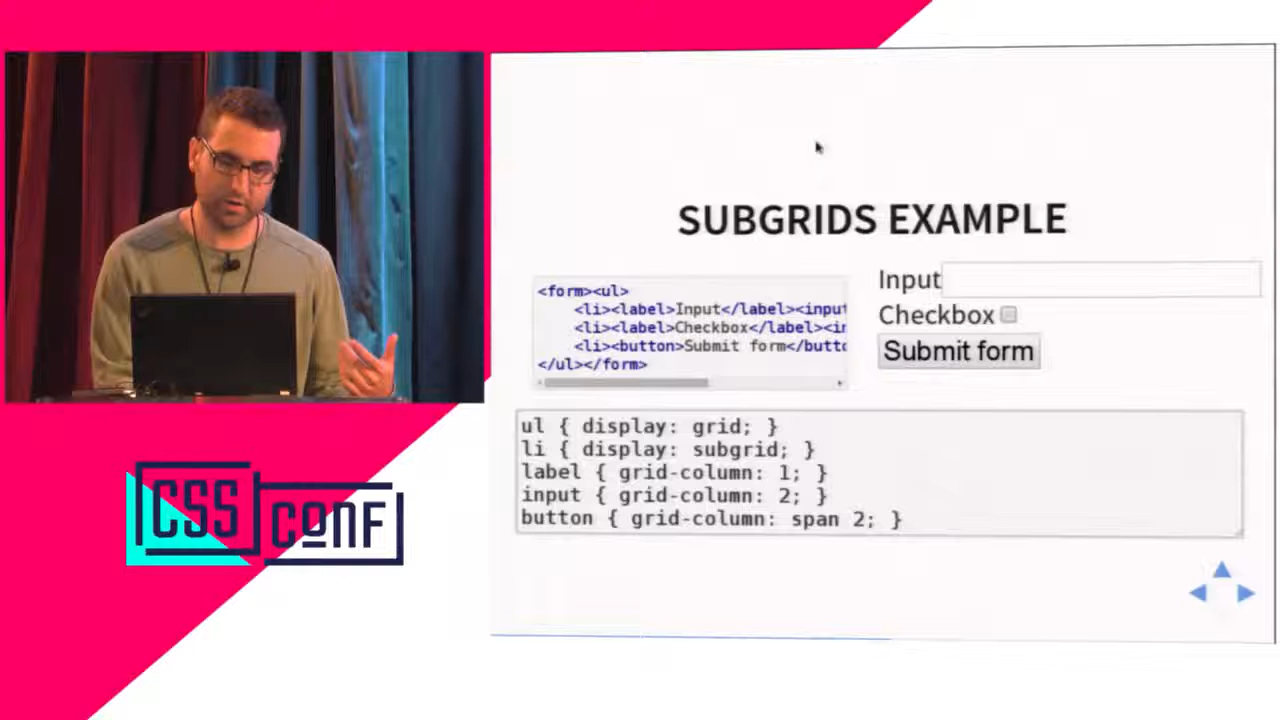 SUBGRIDS EXAMPLE
<form><ul>
<li><label>Input</label><input
<li><label>Checkbox</label><in
<li><button>Submit form</butto
</ul></form>
Input
Checkbox
Submit form
ul { display: grid; }
li { display: subgrid; }
label { grid-column: 1; }
input { grid-column: 2; }
button { grid-column: span 2; }
CSS
conf